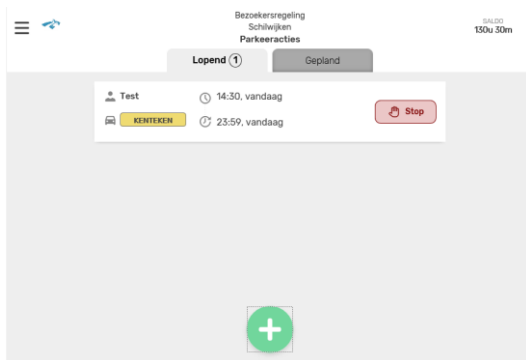 Bezoekersregeling
Schilwijken
Parkeeracties
SALDO
130u 30m
Lopend 1
Gepland
Test
14:30, vandaag
KENTEKEN
23:59, vandaag
Stop